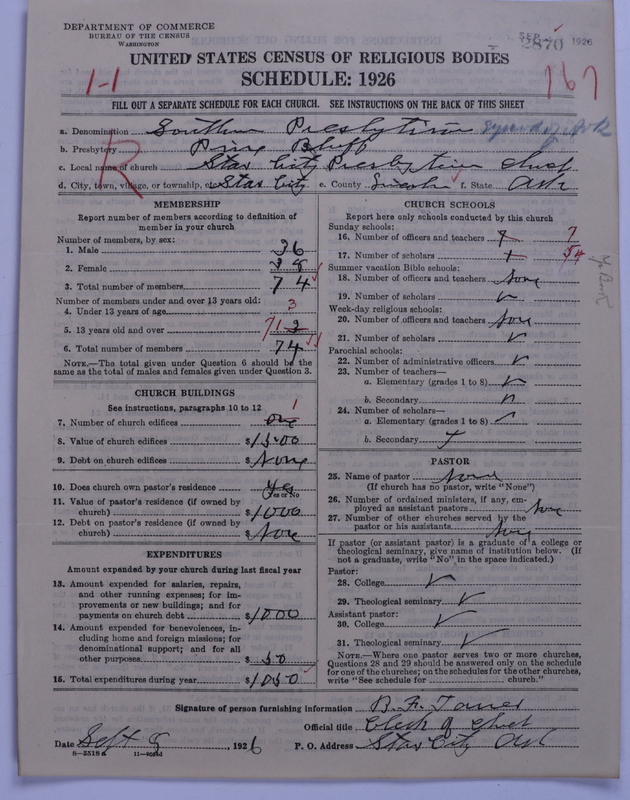 DEPARTMENT OF COMMERCE
BUREAU OF THE CENSUS
WASHINGTON
SEP 1926
2870
UNITED STATES CENSUS OF RELIGIOUS BODIES
SCHEDULE: 1926
1-1
167
FILL OUT A SEPARATE SCHEDULE FOR EACH CHURCH. SEE INSTRUCTIONS ON THE BACK OF THIS SHEET
R
a. Denomination Southern Presbyterian
b. Presbytery Pine Bluff
c. Local name of church Star City Presbyterian
d. City, town, village, or township, Star City e. County Lincoln f. State Ark
MEMBERSHIP
Report number of members according to definition of member in your church
Number of members, by sex:
1. Male 36
2. Female 38
3. Total number of members 74
Number of members under and over 13 years old:
4. Under 13 years of age 3
5. 13 years old and over 71
6. Total number of members 74
NOTE.—The total given under Question 6 should be the
same as the total of males and females given under Question 3.
CHURCH BUILDINGS
See instructions, paragraphs 10 to 12
7. Number of church edifices one 1
8. Value of church edifices $1500
9. Debt on church edifices $None
10. Does church own pastor's residence Yes
Yes or No
11. Value of pastor's residence (if owned by
church) $1000
12. Debt on pastor's residence (if owned by
church) $None
EXPENDITURES
Amount expended by your church during last fiscal year
13. Amount expended for salaries, repairs,
and other running expenses; for im-
provements or new buildings; and for
payments on church debt $1000
14. Amount expended for benevolences, in-
cluding home and foreign missions; for
denominational support; and for all
other purposes $50
15. Total expenditures during year $1050
CHURCH SCHOOLS
Report here only schools conducted by this church
Sunday schools:
16. Number of officers and teachers 7
17. Number of scholars 54
Summer vacation Bible schools:
18. Number of officers and teachers None
19. Number of scholars
Week-day religious schools:
20. Number of officers and teachers None
21. Number of scholars
Parochial schools:
22. Number of administrative officers
23. Number of teachers—
a. Elementary (grades 1 to 8)
b. Secondary
24. Number of scholars—
a. Elementary (grades 1 to 8)
b. Secondary
PASTOR
25. Name of pastor None
(If church has no pastor, write "None")
26. Number of ordained ministers, if any, em-
ployed as assistant pastors None
27. Number of other churches served by the
pastor or his assistants None
If pastor (or assistant pastor) is a graduate of a college or
theological seminary, give name of institution below. (If
not a graduate, write "No" in the space indicated.)
Pastor:
28. College
29. Theological seminary
Assistant pastor:
30. College
31. Theological seminary
NOTE.—Where one pastor serves two or more churches,
Questions 28 and 29 should be answered only on the schedule
for one of the churches; on the schedules for the other churches,
write "See schedule for church."
Signature of person furnishing information B. F.
Official title Clerk of
Date Sept 8, 1926 P. O. Address Star City Ark
8—5518a